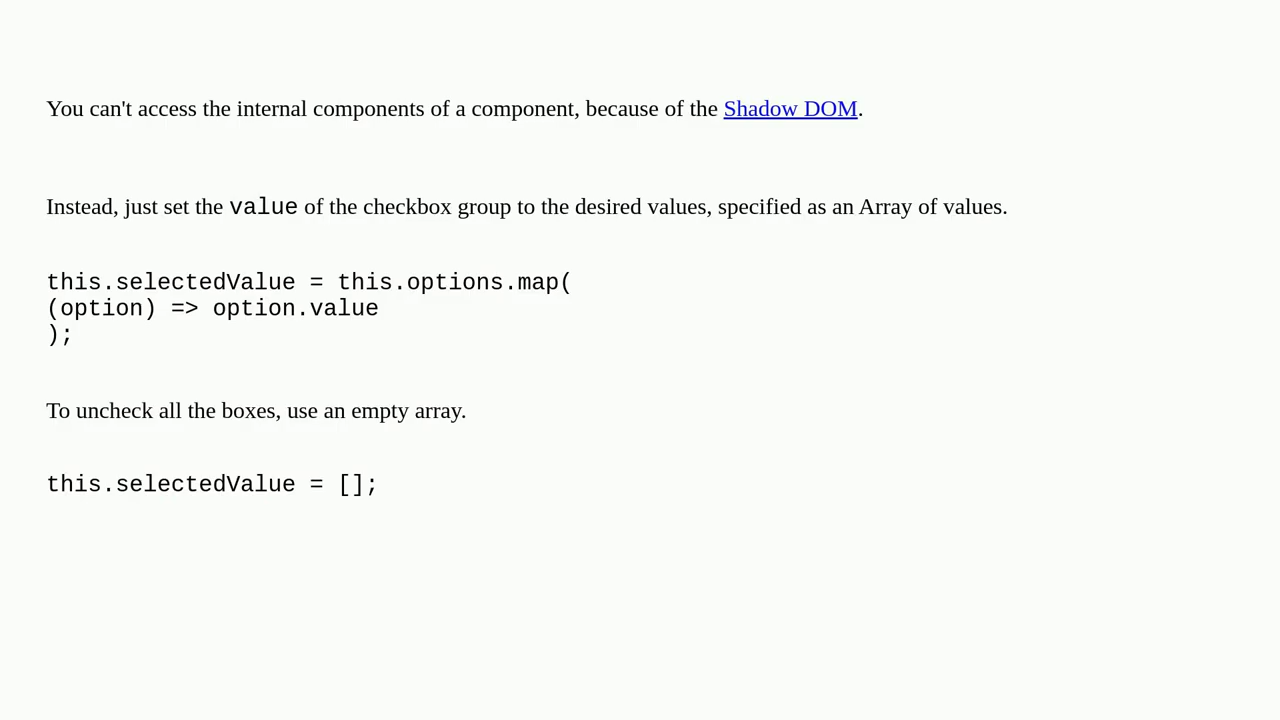 You can't access the internal components of a component, because of the Shadow DOM.
Instead, just set the value of the checkbox group to the desired values, specified as an Array of values.
this.selectedValue = this.options.map(
(option) => option.value
);
To uncheck all the boxes, use an empty array.
this.selectedValue = [];